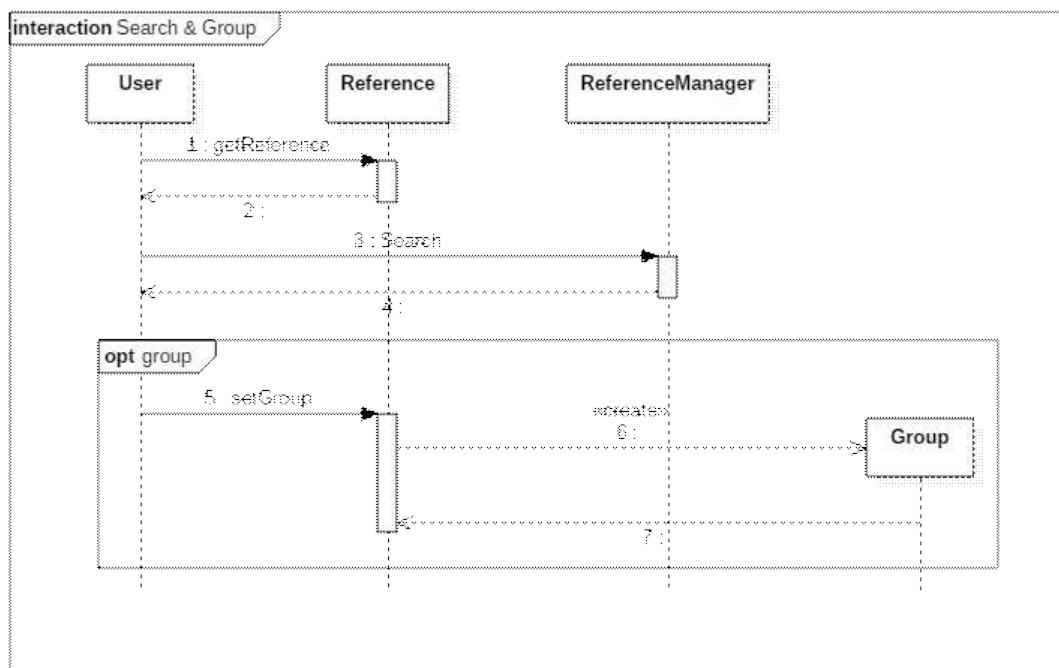 interaction Search & Group
User
Reference
ReferenceManager
1 : getReference
2 :
3 : Search
4 :
opt group
5 : setGroup
«create»
6 :
Group
7 :